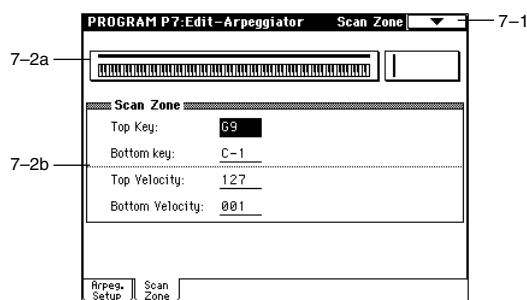 PROGRAM P7:Edit-Arpeggiator Scan Zone
7-1
7-2a
Scan Zone
Top Key: G9
Bottom key: C-1
7-2b
Top Velocity: 127
Bottom Velocity: 001
Arpeg. Setup
Scan Zone